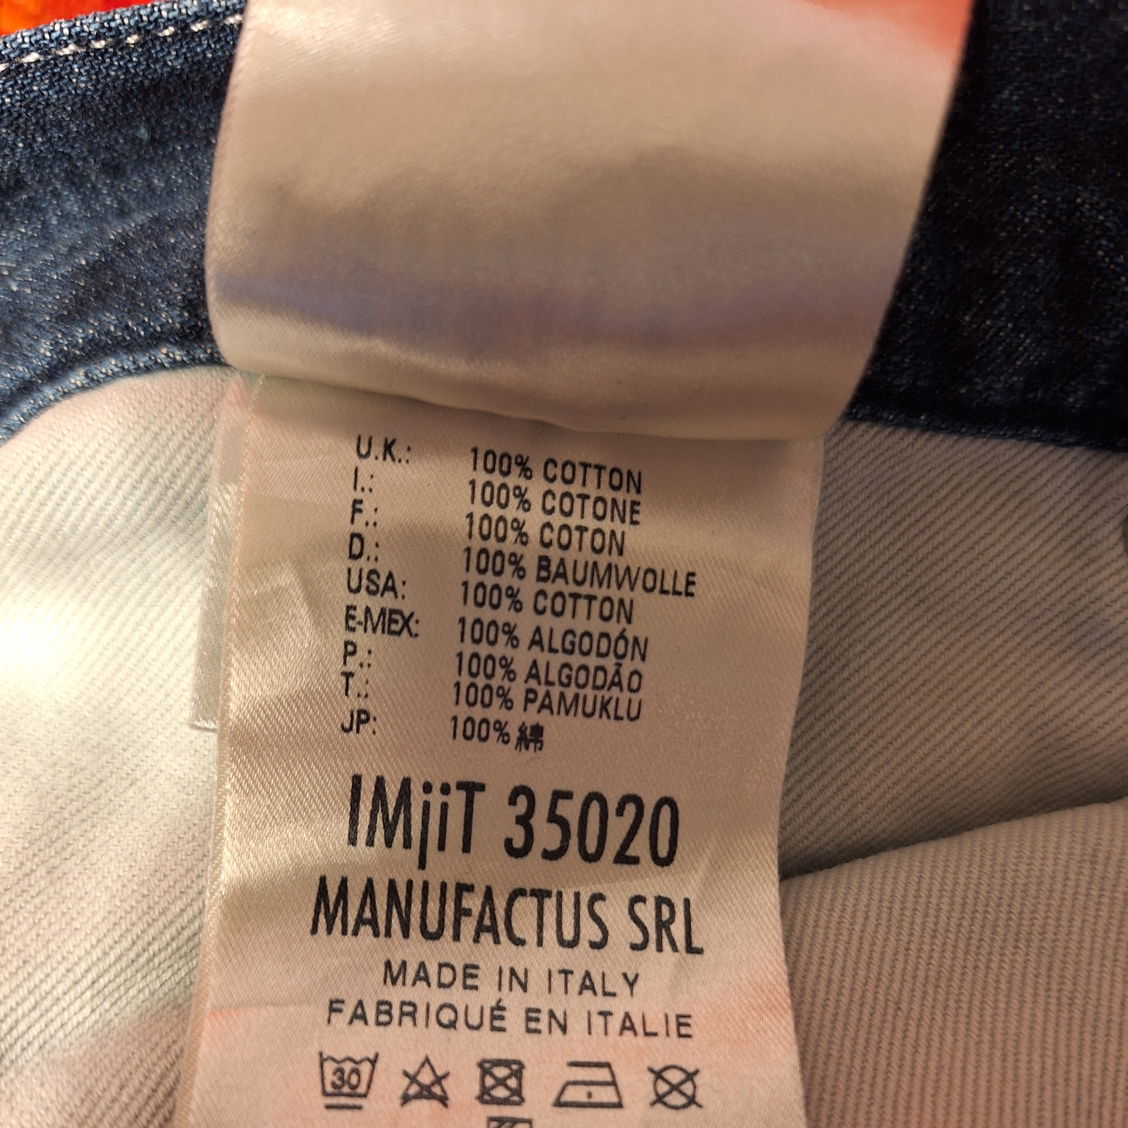 U.K.: 100% COTTON
I.: 100% COTONE
F.: 100% COTON
D.: 100% BAUMWOLLE
USA: 100% COTTON
E-MEX: 100% ALGODÓN
P.: 100% ALGODÃO
T.: 100% PAMUKLU
JP: 100% 綿
IMjiT 35020
MANUFACTUS SRL
MADE IN ITALY
FABRIQUÉ EN ITALIE
30